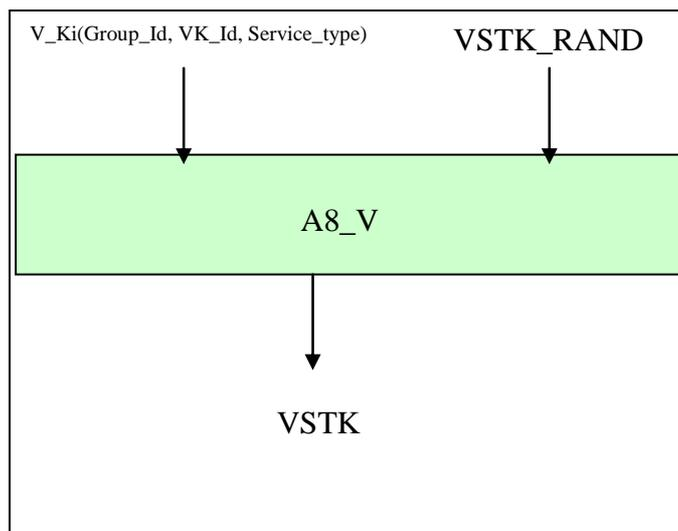 V_Ki(Group_Id, VK_Id, Service_type)
VSTK_RAND
A8_V
VSTK